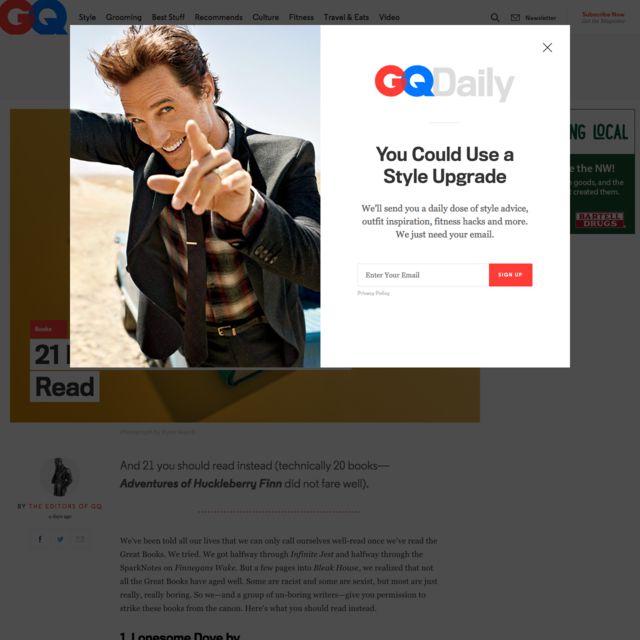 GQ
Style Grooming Best Stuff Recommends Culture Fitness Travel & Eats Video
Newsletter
Subscribe Now
Get the Magazine
GQ Daily
You Could Use a
Style Upgrade
We'll send you a daily dose of style advice,
outfit inspiration, fitness hacks and more.
We just need your email.
Enter Your Email
SIGN UP
Privacy Policy
NG LOCAL
e the NW!
goods, and the
created them.
BARTELL
DRUGS
Books
21
Read
And 21 you should read instead (technically 20 books—
Adventures of Huckleberry Finn did not fare well).
BY THE EDITORS OF GQ
days ago
We've been told all our lives that we can only call ourselves well-read once we've read the
Great Books. We tried. We got halfway through Infinite Jest and halfway through the
SparkNotes on Finnegans Wake. But a few pages into Bleak House, we realized that not
all the Great Books have aged well. Some are racist and some are sexist, but most are
just really, really boring. So we—and a group of un-boring writers—give you permission to
strike these books from the canon. Here's what you should read instead.
1. Lonesome Dove by